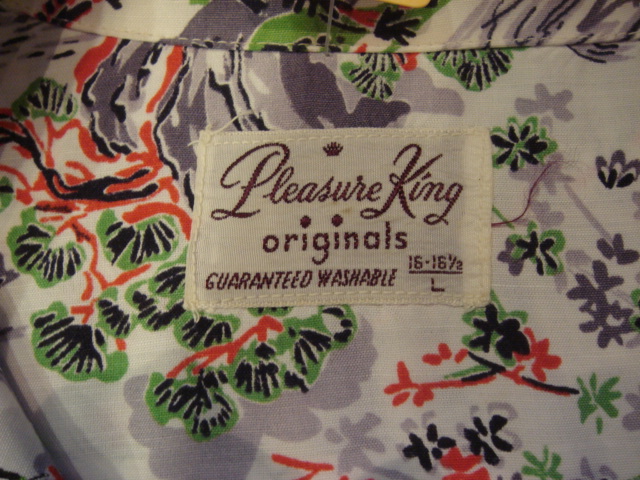 Pleasure King
originals
GUARANTEED WASHABLE 16-16½
L